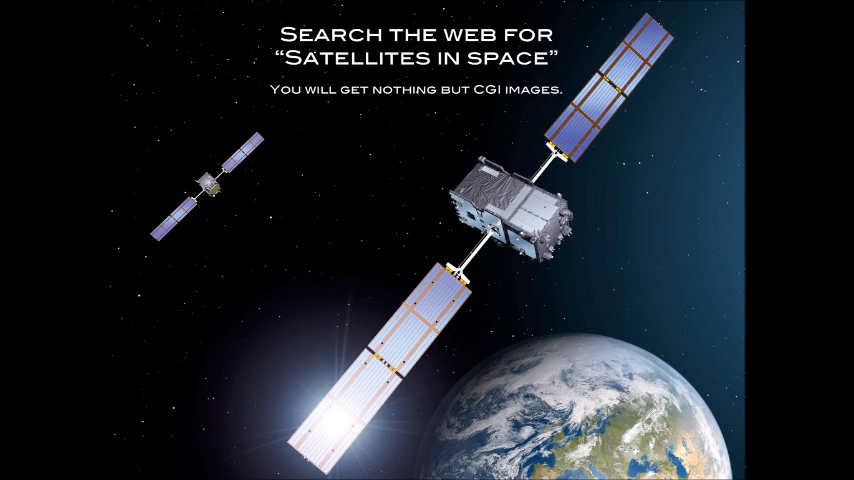 Search the web for
“Satellites in space”
You will get nothing but CGI images.